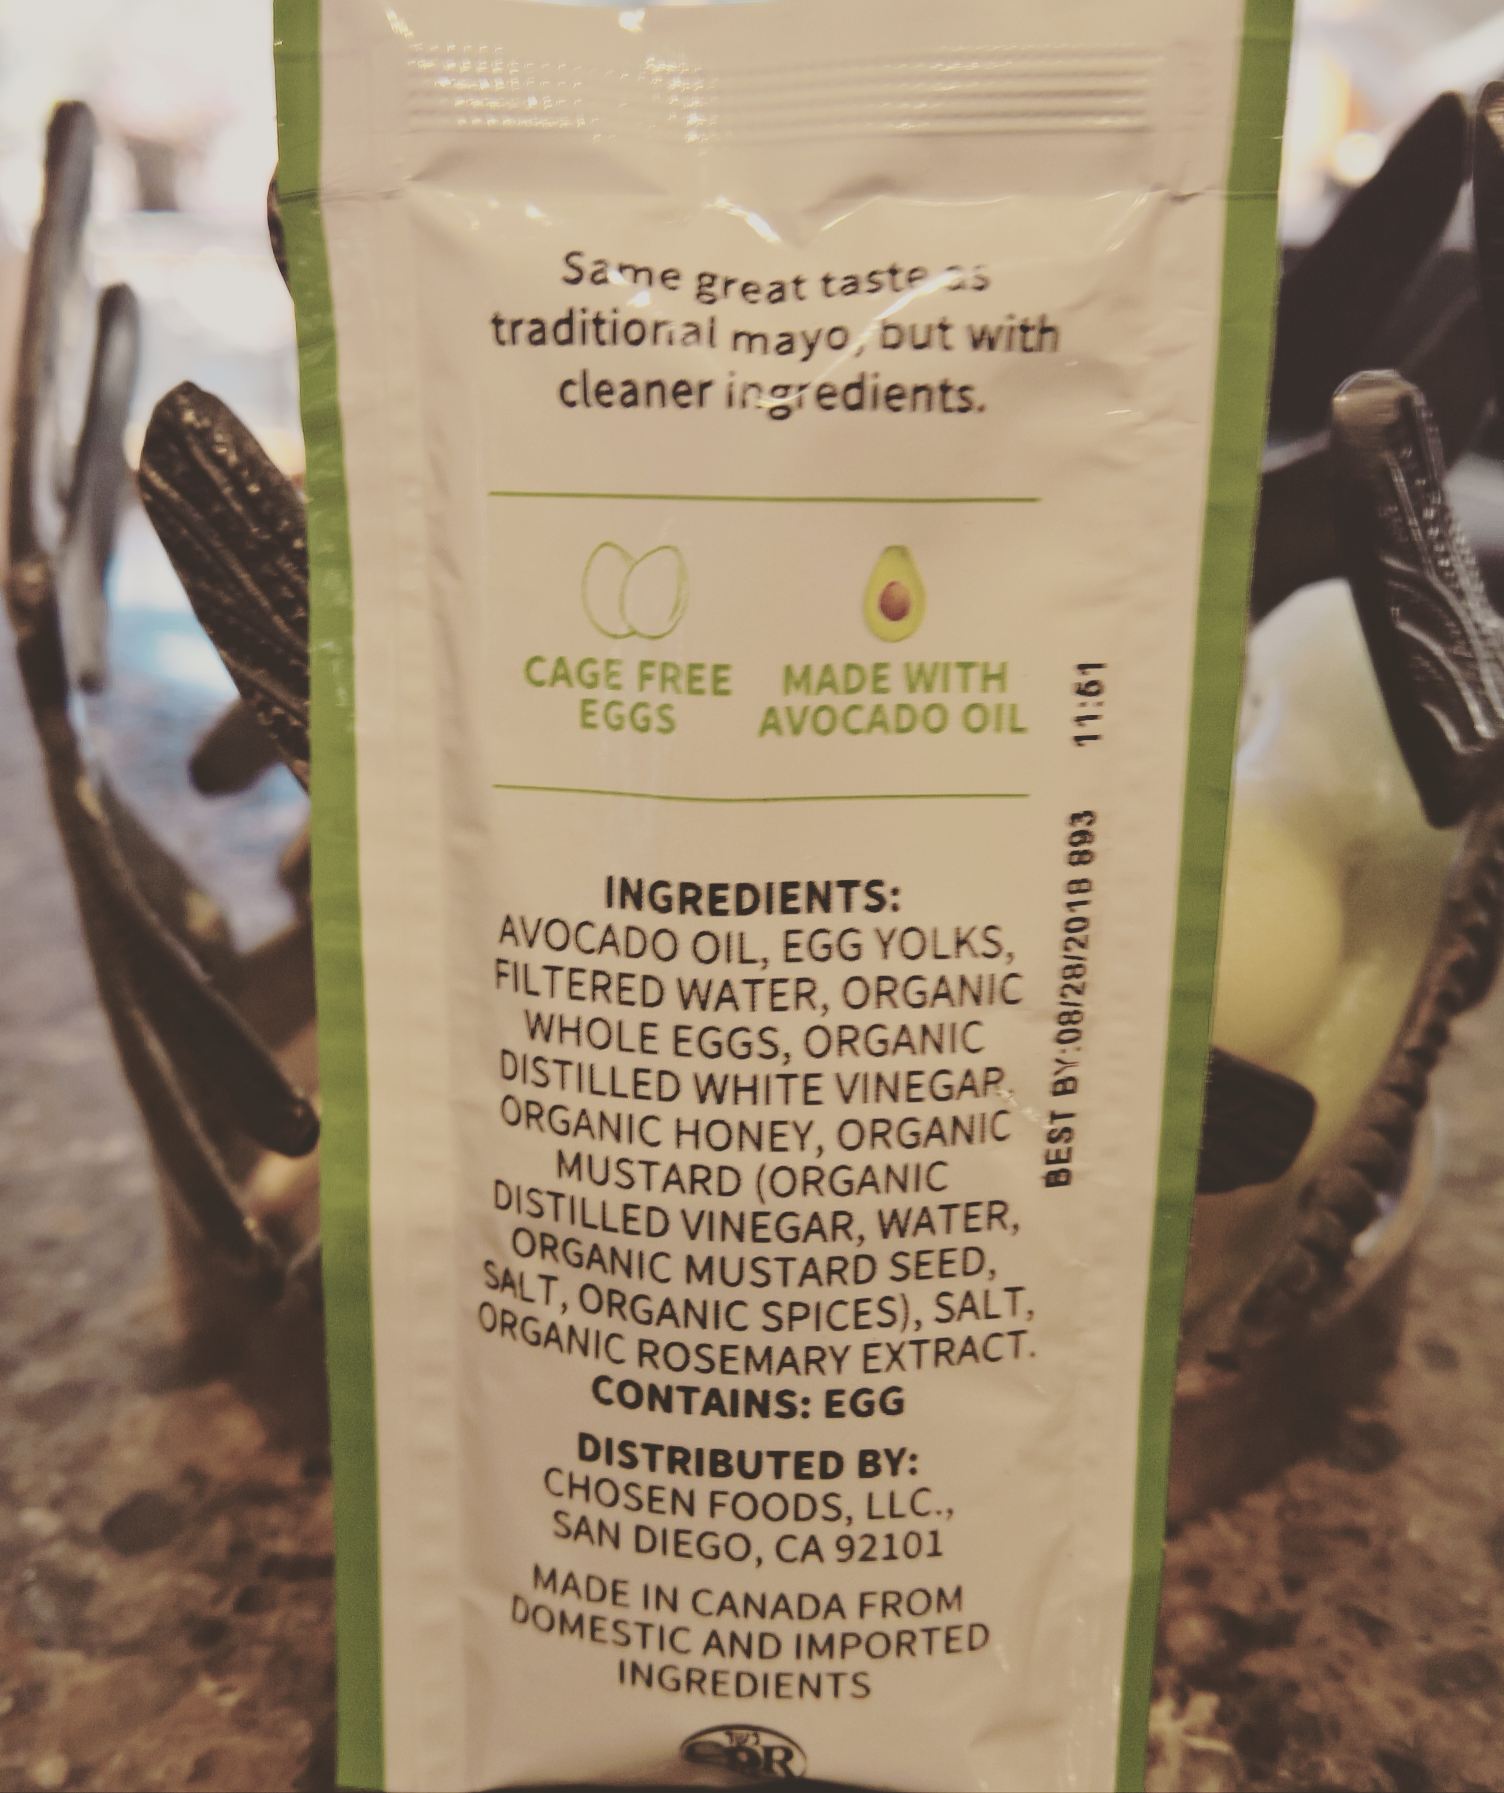 Same great taste as
traditional mayo, but with
cleaner ingredients.
CAGE FREE
EGGS
MADE WITH
AVOCADO OIL
INGREDIENTS:
AVOCADO OIL, EGG YOLKS,
FILTERED WATER, ORGANIC
WHOLE EGGS, ORGANIC
DISTILLED WHITE VINEGAR,
ORGANIC HONEY, ORGANIC
MUSTARD (ORGANIC
DISTILLED VINEGAR, WATER,
ORGANIC MUSTARD SEED,
SALT, ORGANIC SPICES), SALT,
ORGANIC ROSEMARY EXTRACT.
CONTAINS: EGG
DISTRIBUTED BY:
CHOSEN FOODS, LLC.,
SAN DIEGO, CA 92101
MADE IN CANADA FROM
DOMESTIC AND IMPORTED
INGREDIENTS
BEST BY:08/28/2018 893 11:51